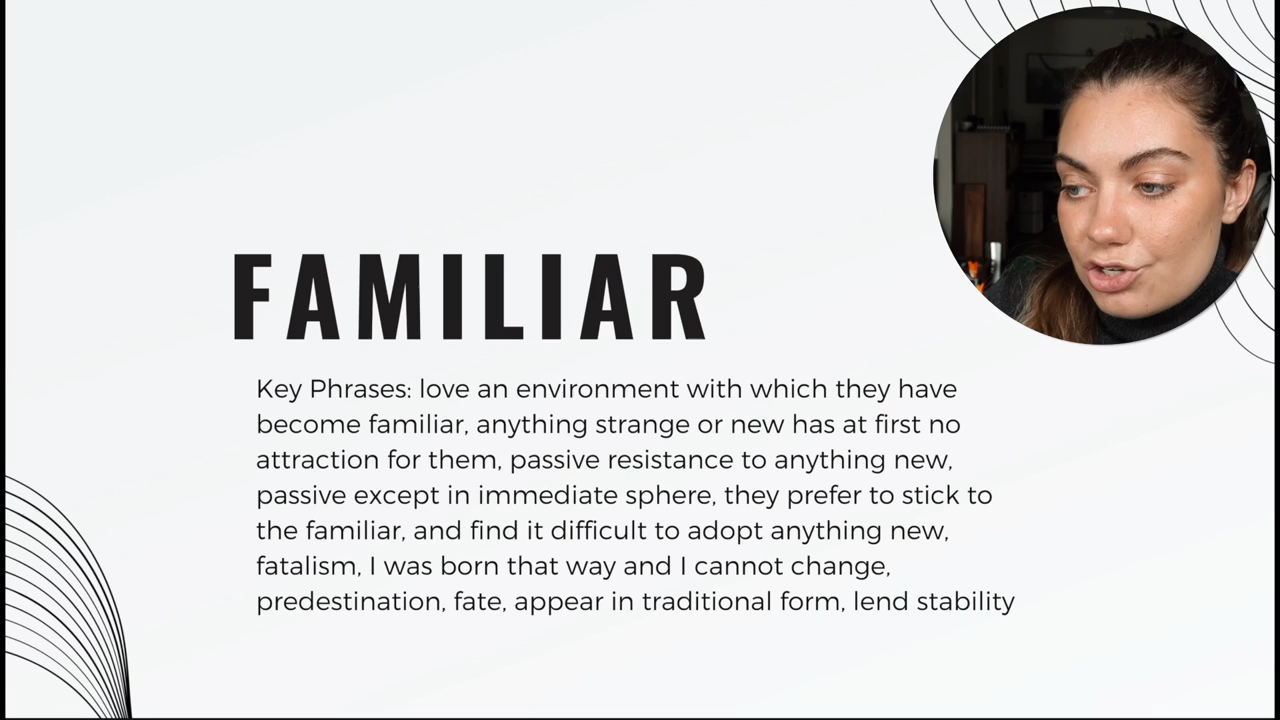 FAMILIAR
Key Phrases: love an environment with which they have
become familiar, anything strange or new has at first no
attraction for them, passive resistance to anything new,
passive except in immediate sphere, they prefer to stick to
the familiar, and find it difficult to adopt anything new,
fatalism, I was born that way and I cannot change,
predestination, fate, appear in traditional form, lend stability